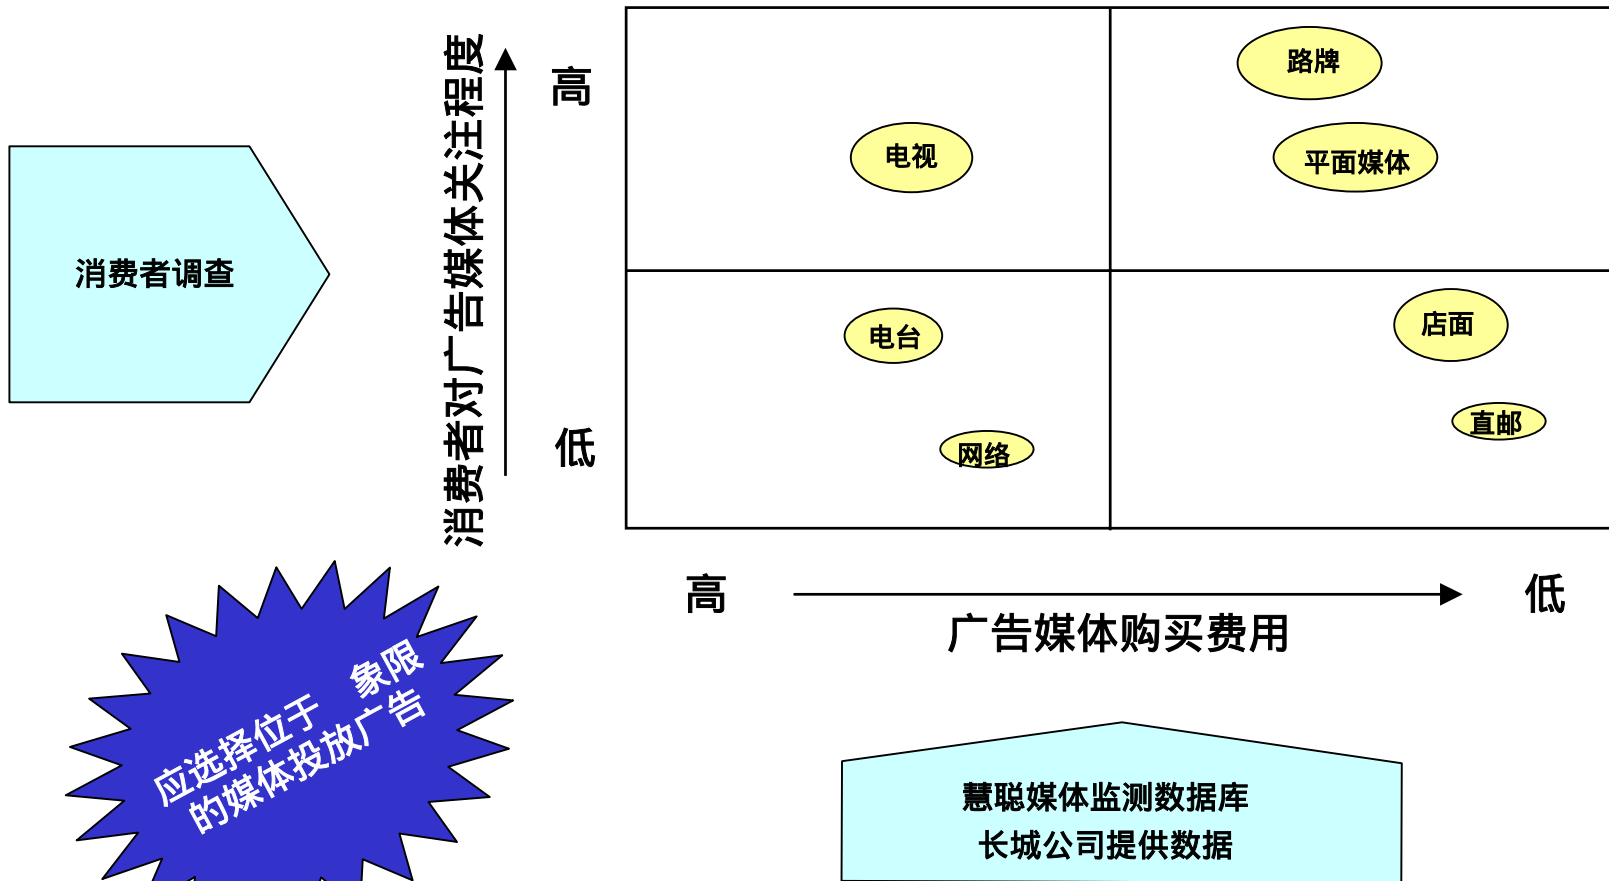 路牌
高
电视
平面媒体
消费者对广告媒体关注程度
消费者调查
电台
店面
直邮
低
网络
高
低
广告媒体购买费用
应选择位于 象限
的媒体投放广告
慧聪媒体监测数据库
长城公司提供数据